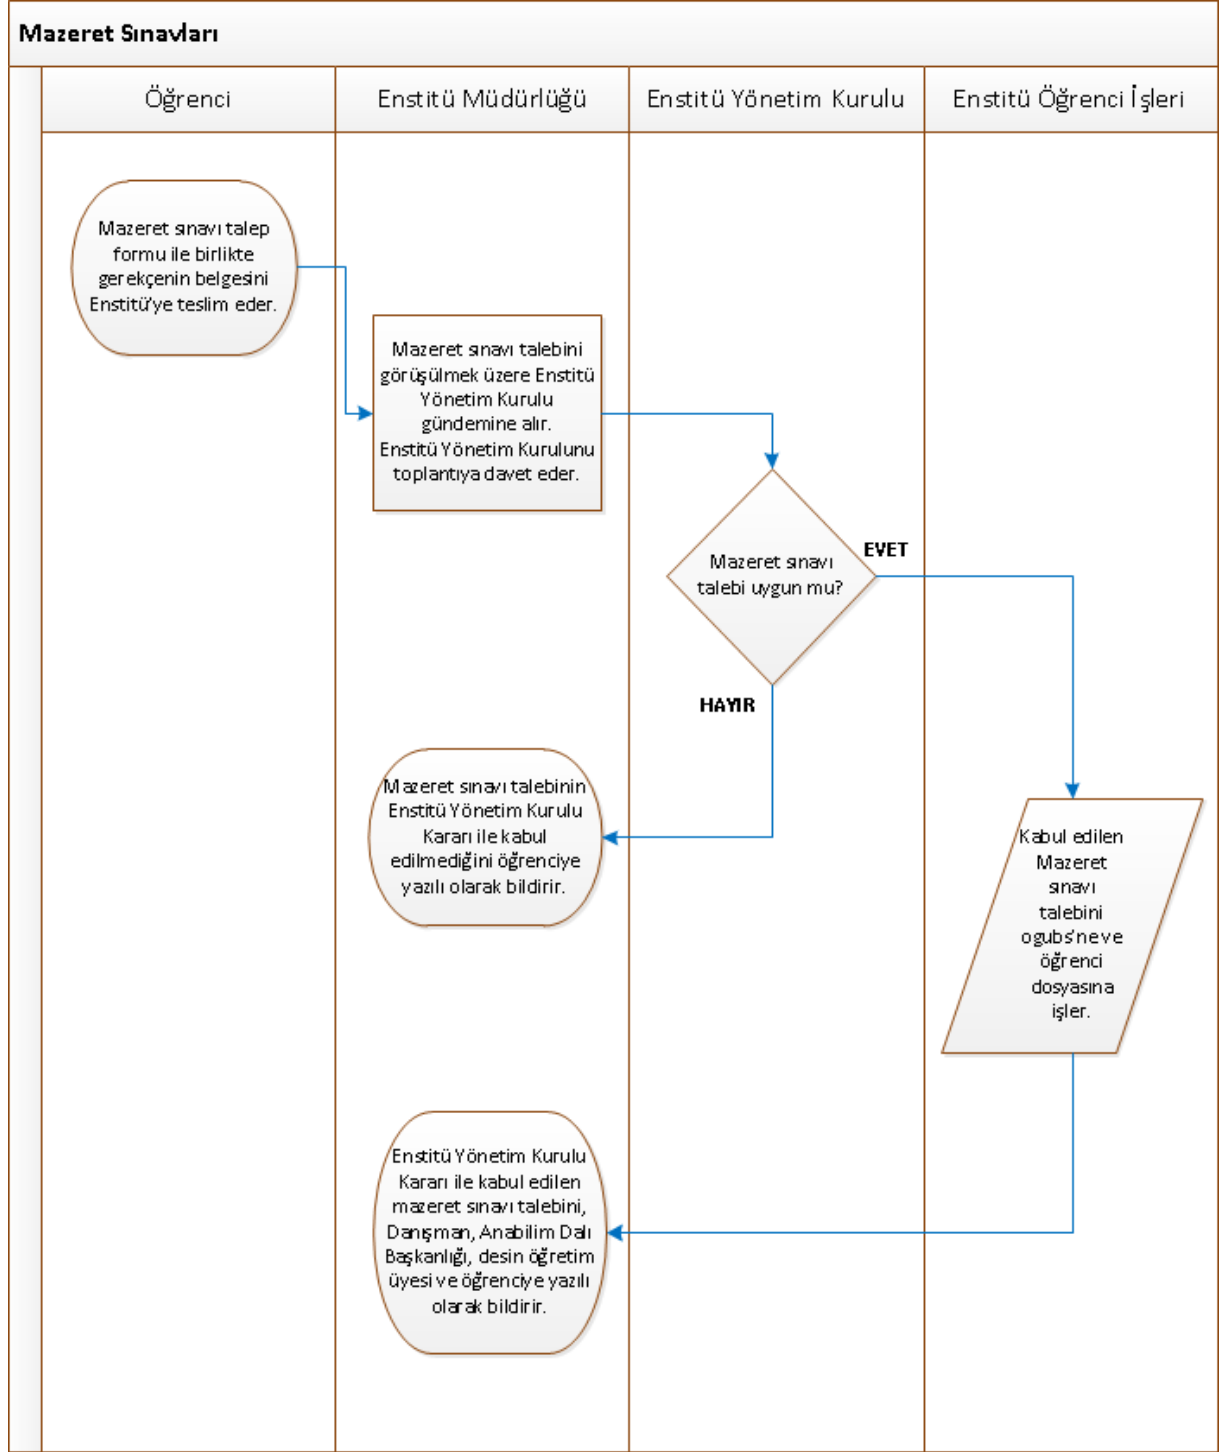 Mazeret Sınavları
Öğrenci
Enstitü Müdürlüğü
Enstitü Yönetim Kurulu
Enstitü Öğrenci İşleri
Mazeret sınavı talep
formu ile birlikte
gerekçenin belgesini
Enstitü'ye teslim eder.
Mazeret sınavı talebini
görüşülmek üzere Enstitü
Yönetim Kurulu
gündemine alır.
Enstitü Yönetim Kurulunu
toplantıya davet eder.
Mazeret sınavı
talebi uygun mu?
EVET
HAYIR
Mazeret sınavı talebinin
Enstitü Yönetim Kurulu
Kararı ile kabul
edilmediğini öğrenciye
yazılı olarak bildirir.
Kabul edilen
Mazeret
sınavı
talebini
ogubs'ne ve
öğrenci
dosyasına
işler.
Enstitü Yönetim Kurulu
Kararı ile kabul edilen
mazeret sınavı talebini,
Danışman, Anabilim Dalı
Başkanlığı, desin öğretim
üyesi ve öğrenciye yazılı
olarak bildirir.